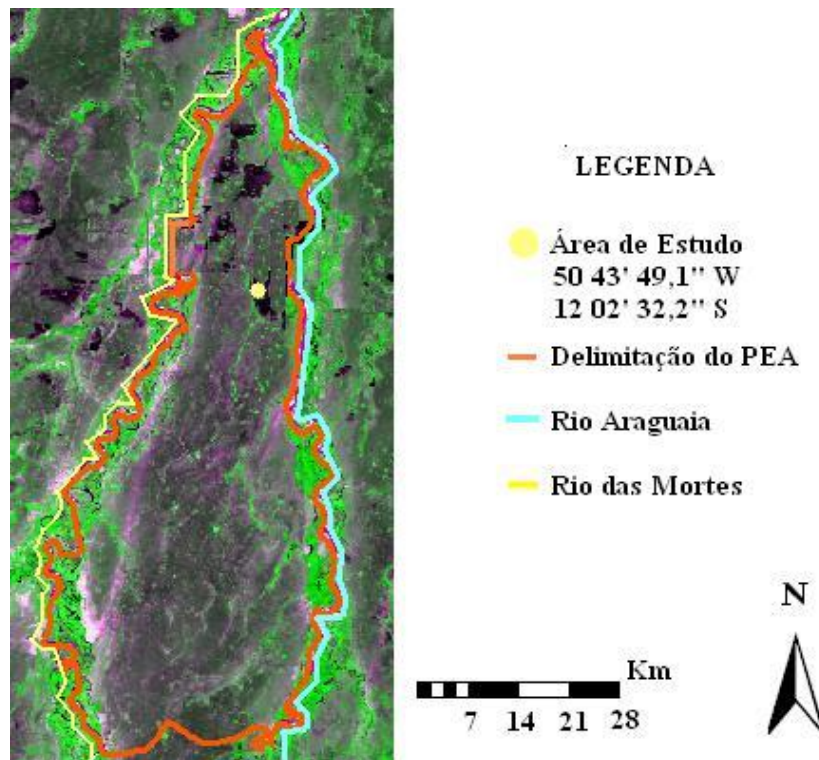 LEGENDA
Área de Estudo
50 43' 49,1" W
12 02' 32,2" S
Delimitação do PEA
Rio Araguaia
Rio das Mortes
N
Km
7 14 21 28